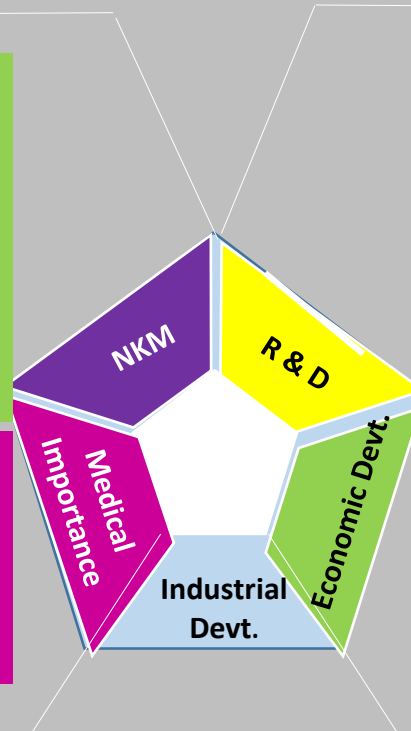 NKM
R & D
Medical
Importance
Economic Devt.
Industrial
Devt.